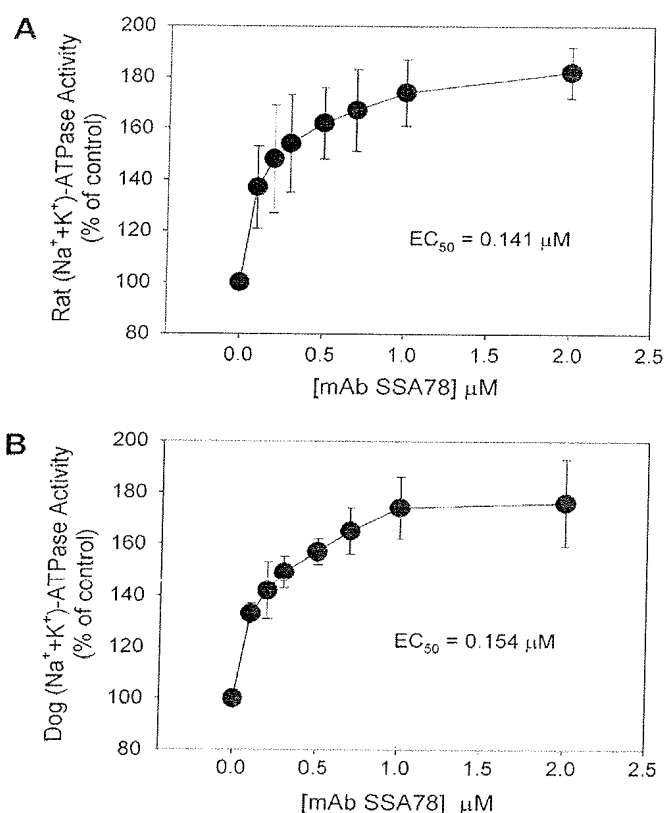 A
Rat (Na⁺+K⁺)-ATPase Activity
(% of control)
200
180
160
140
120
100
80
EC₅₀ = 0.141 μM
0.0 0.5 1.0 1.5 2.0 2.5
[mAb SSA78] μM
B
Dog (Na⁺+K⁺)-ATPase Activity
(% of control)
200
180
160
140
120
100
80
EC₅₀ = 0.154 μM
0.0 0.5 1.0 1.5 2.0 2.5
[mAb SSA78] μM